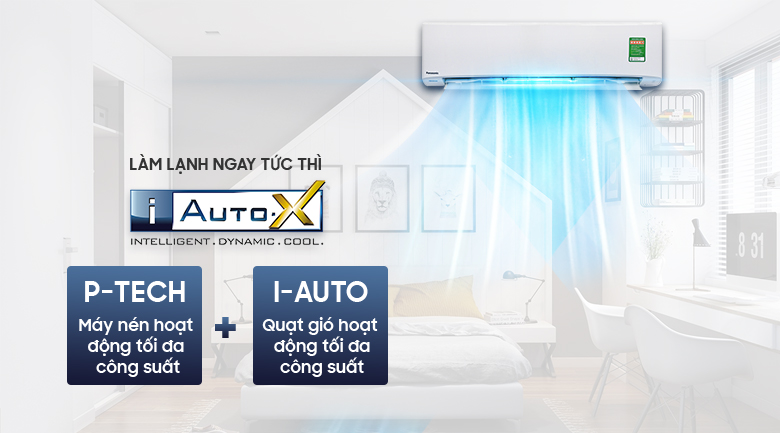 Panasonic
LÀM LẠNH NGAY TỨC THÌ
i AUTO-X
INTELLIGENT. DYNAMIC. COOL.
8 31
P-TECH
Máy nén hoạt
động tối đa
công suất
+
I-AUTO
Quạt gió hoạt
động tối đa
công suất